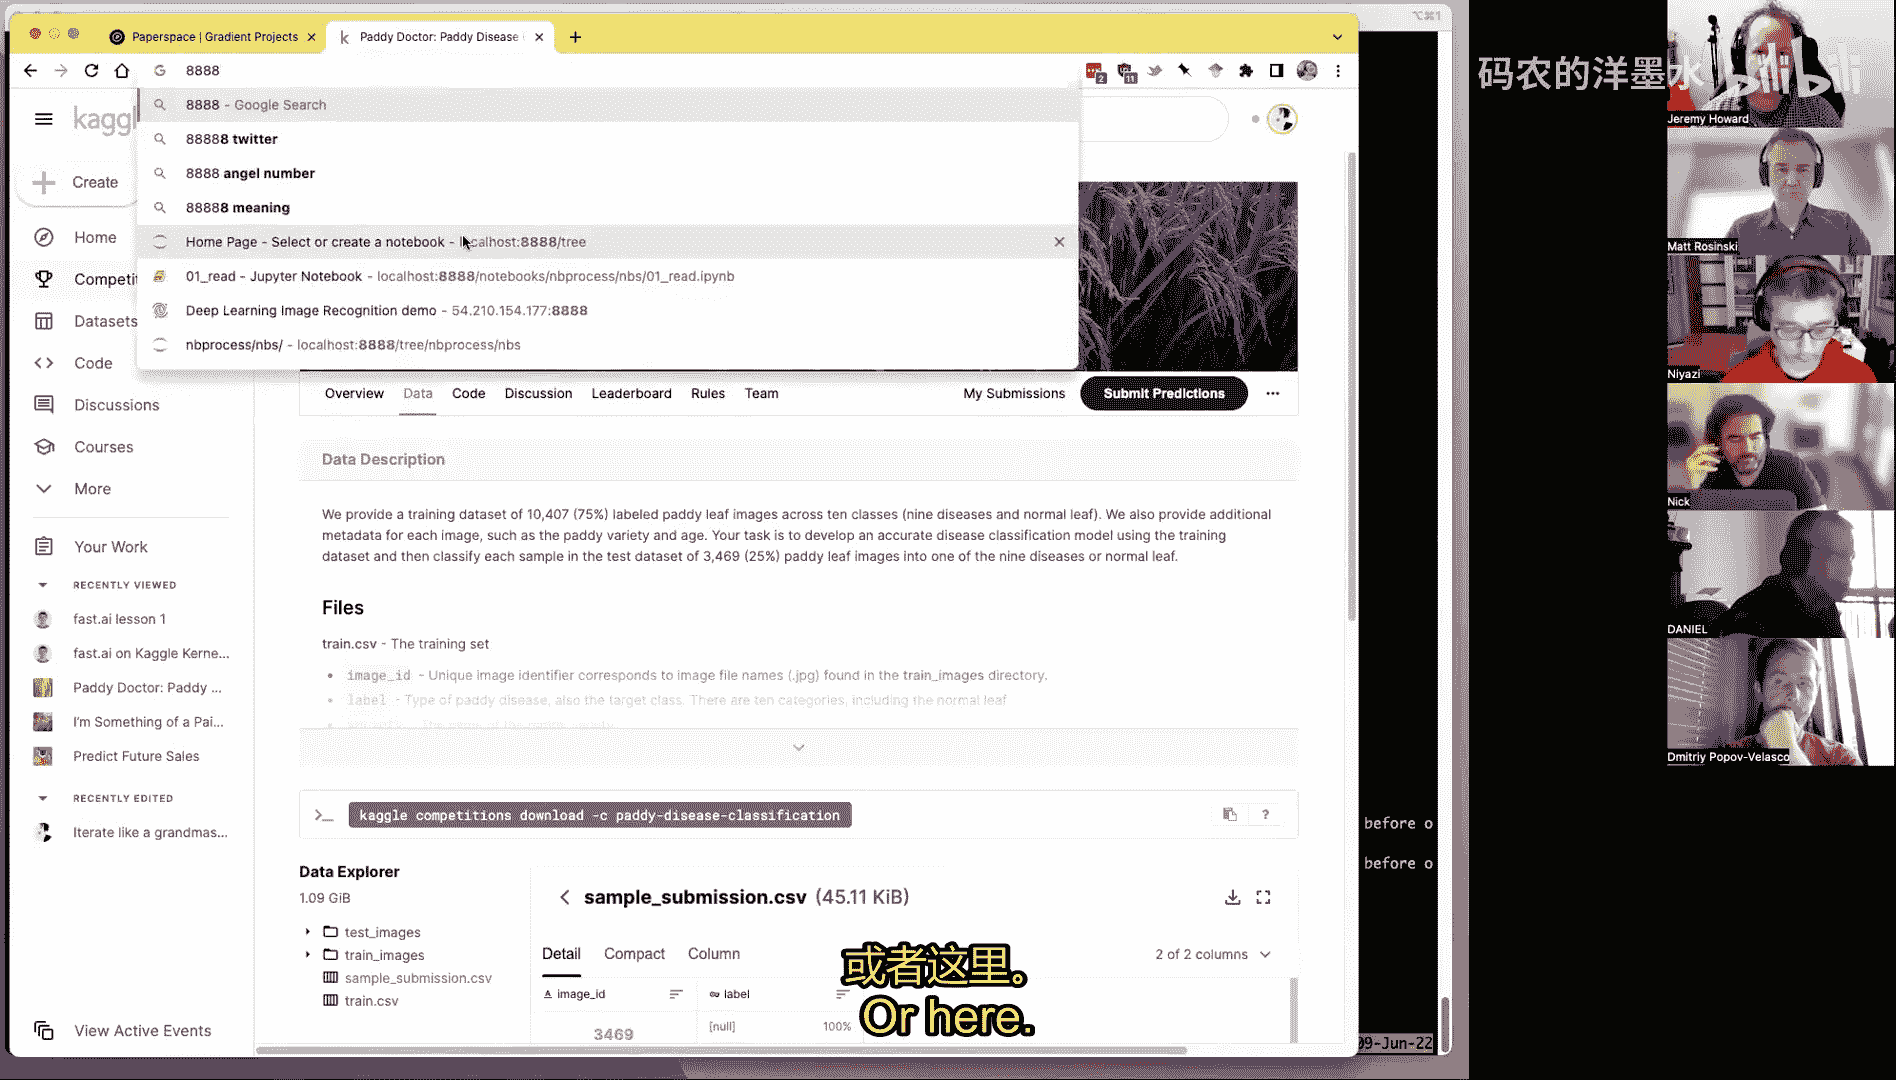 ⌥⌘1
Paperspace | Gradient Projects
Paddy Doctor: Paddy Disease
8888
2
11
8888 - Google Search
88888 twitter
8888 angel number
88888 meaning
Home Page - Select or create a notebook - localhost:8888/tree
01_read - Jupyter Notebook - localhost:8888/notebooks/nbprocess/nbs/01_read.ipynb
Deep Learning Image Recognition demo - 54.210.154.177:8888
nbprocess/nbs/ - localhost:8888/tree/nbprocess/nbs
kaggl
Create
Home
Competi
Datasets
Code
Discussions
Courses
More
Your Work
RECENTLY VIEWED
fast.ai lesson 1
fast.ai on Kaggle Kerne...
Paddy Doctor: Paddy ...
I'm Something of a Pai...
Predict Future Sales
RECENTLY EDITED
Iterate like a grandmas...
View Active Events
Overview
Data
Code
Discussion
Leaderboard
Rules
Team
My Submissions
Submit Predictions
Data Description
We provide a training dataset of 10,407 (75%) labeled paddy leaf images across ten classes (nine diseases and normal leaf). We also provide additional
metadata for each image, such as the paddy variety and age. Your task is to develop an accurate disease classification model using the training
dataset and then classify each sample in the test dataset of 3,469 (25%) paddy leaf images into one of the nine diseases or normal leaf.
Files
train.csv - The training set
image_id - Unique image identifier corresponds to image file names (.jpg) found in the train_images directory.
label - Type of paddy disease, also the target class. There are ten categories, including the normal leaf
>_ kaggle competitions download -c paddy-disease-classification
?
Data Explorer
1.09 GiB
test_images
train_images
sample_submission.csv
train.csv
sample_submission.csv (45.11 KiB)
Detail
Compact
Column
2 of 2 columns
image_id
label
3469
[null]
100%
或者这里。
Or here.
before o
before o
09-Jun-22
码农的洋墨水
bilibili
Jeremy Howard
Matt Rosinski
Niyazi
Nick
DANIEL
Dmitriy Popov-Velasco